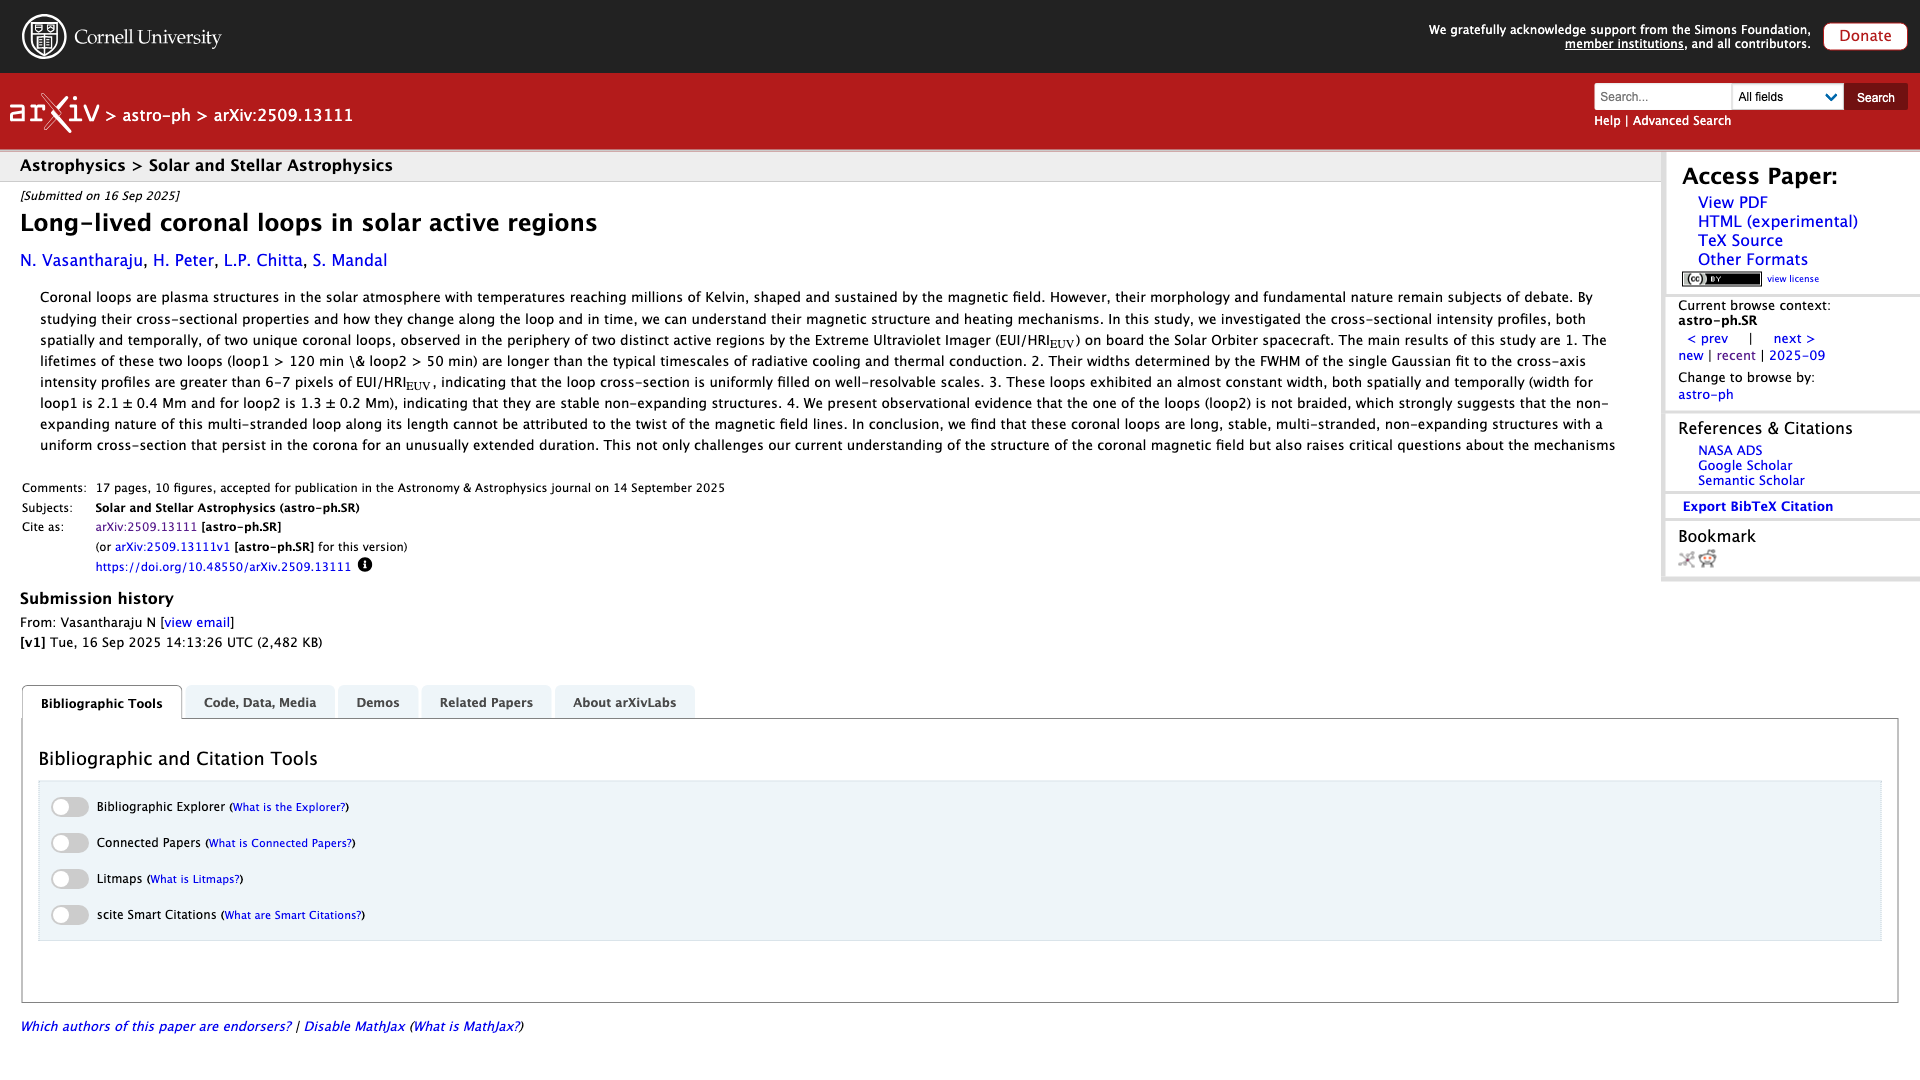 Cornell University
We gratefully acknowledge support from the Simons Foundation,
member institutions, and all contributors.
Donate
arXiv > astro-ph > arXiv:2509.13111
Search...
All fields
Search
Help | Advanced Search
Astrophysics > Solar and Stellar Astrophysics
[Submitted on 16 Sep 2025]
Long-lived coronal loops in solar active regions
N. Vasantharaju, H. Peter, L.P. Chitta, S. Mandal
Coronal loops are plasma structures in the solar atmosphere with temperatures reaching millions of Kelvin, shaped and sustained by the magnetic field. However, their morphology and fundamental nature remain subjects of debate. By
studying their cross-sectional properties and how they change along the loop and in time, we can understand their magnetic structure and heating mechanisms. In this study, we investigated the cross-sectional intensity profiles, both
spatially and temporally, of two unique coronal loops, observed in the periphery of two distinct active regions by the Extreme Ultraviolet Imager (EUI/HRIEUV) on board the Solar Orbiter spacecraft. The main results of this study are 1. The
lifetimes of these two loops (loop1 > 120 min \& loop2 > 50 min) are longer than the typical timescales of radiative cooling and thermal conduction. 2. Their widths determined by the FWHM of the single Gaussian fit to the cross-axis
intensity profiles are greater than 6-7 pixels of EUI/HRIEUV, indicating that the loop cross-section is uniformly filled on well-resolvable scales. 3. These loops exhibited an almost constant width, both spatially and temporally (width for
loop1 is 2.1 ± 0.4 Mm and for loop2 is 1.3 ± 0.2 Mm), indicating that they are stable non-expanding structures. 4. We present observational evidence that the one of the loops (loop2) is not braided, which strongly suggests that the non-
expanding nature of this multi-stranded loop along its length cannot be attributed to the twist of the magnetic field lines. In conclusion, we find that these coronal loops are long, stable, multi-stranded, non-expanding structures with a
uniform cross-section that persist in the corona for an unusually extended duration. This not only challenges our current understanding of the structure of the coronal magnetic field but also raises critical questions about the mechanisms
Comments: 17 pages, 10 figures, accepted for publication in the Astronomy & Astrophysics journal on 14 September 2025
Subjects: Solar and Stellar Astrophysics (astro-ph.SR)
Cite as: arXiv:2509.13111 [astro-ph.SR]
(or arXiv:2509.13111v1 [astro-ph.SR] for this version)
https://doi.org/10.48550/arXiv.2509.13111
Submission history
From: Vasantharaju N [view email]
[v1] Tue, 16 Sep 2025 14:13:26 UTC (2,482 KB)
Access Paper:
View PDF
HTML (experimental)
TeX Source
Other Formats
(cc) BY view license
Current browse context:
astro-ph.SR
< prev | next >
new | recent | 2025-09
Change to browse by:
astro-ph
References & Citations
NASA ADS
Google Scholar
Semantic Scholar
Export BibTeX Citation
Bookmark
Bibliographic Tools
Code, Data, Media
Demos
Related Papers
About arXivLabs
Bibliographic and Citation Tools
Bibliographic Explorer (What is the Explorer?)
Connected Papers (What is Connected Papers?)
Litmaps (What is Litmaps?)
scite Smart Citations (What are Smart Citations?)
Which authors of this paper are endorsers? | Disable MathJax (What is MathJax?)